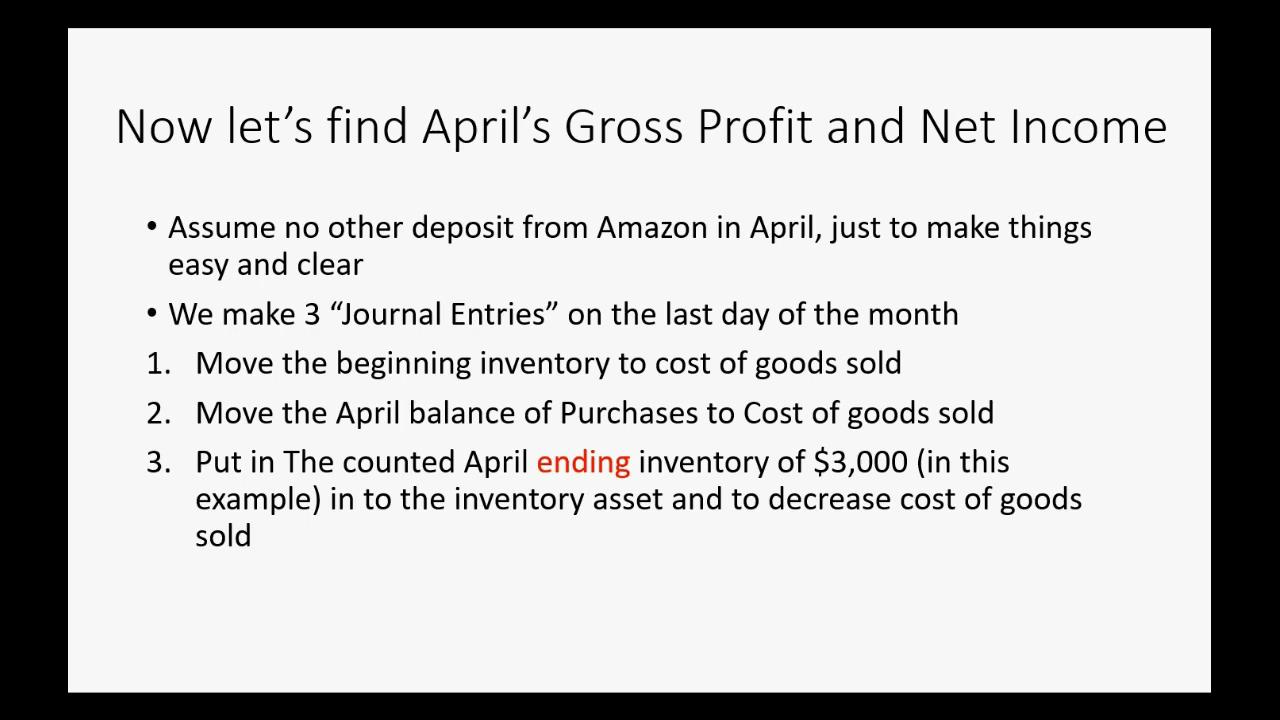 Now let’s find April’s Gross Profit and Net Income
• Assume no other deposit from Amazon in April, just to make things
easy and clear
• We make 3 “Journal Entries” on the last day of the month
1. Move the beginning inventory to cost of goods sold
2. Move the April balance of Purchases to Cost of goods sold
3. Put in The counted April ending inventory of $3,000 (in this
example) in to the inventory asset and to decrease cost of goods
sold